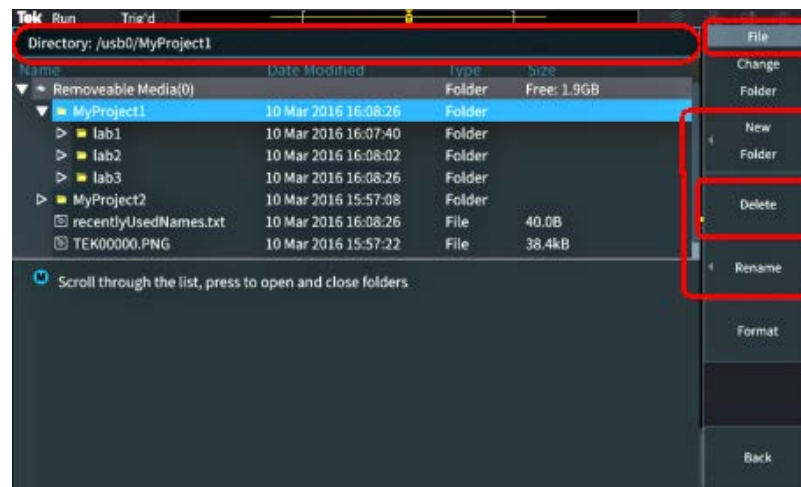 Tek Run Trig'd
Directory: /usb0/MyProject1
Name Date Modified Type Size
Removeable Media(0) Folder Free: 1.9GB
MyProject1 10 Mar 2016 16:08:26 Folder
lab1 10 Mar 2016 16:07:40 Folder
lab2 10 Mar 2016 16:08:02 Folder
lab3 10 Mar 2016 16:08:26 Folder
MyProject2 10 Mar 2016 15:57:08 Folder
recentlyUsedNames.txt 10 Mar 2016 16:08:26 File 40.0B
TEK00000.PNG 10 Mar 2016 15:57:22 File 38.4kB
Scroll through the list, press to open and close folders
File
Change
Folder
New
Folder
Delete
Rename
Format
Back